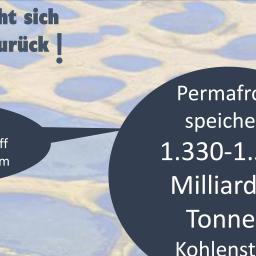 ht sich
urück!
ff
m
Permafro
speiche
1.330-1.
Milliard
Tonne
Kohlenst